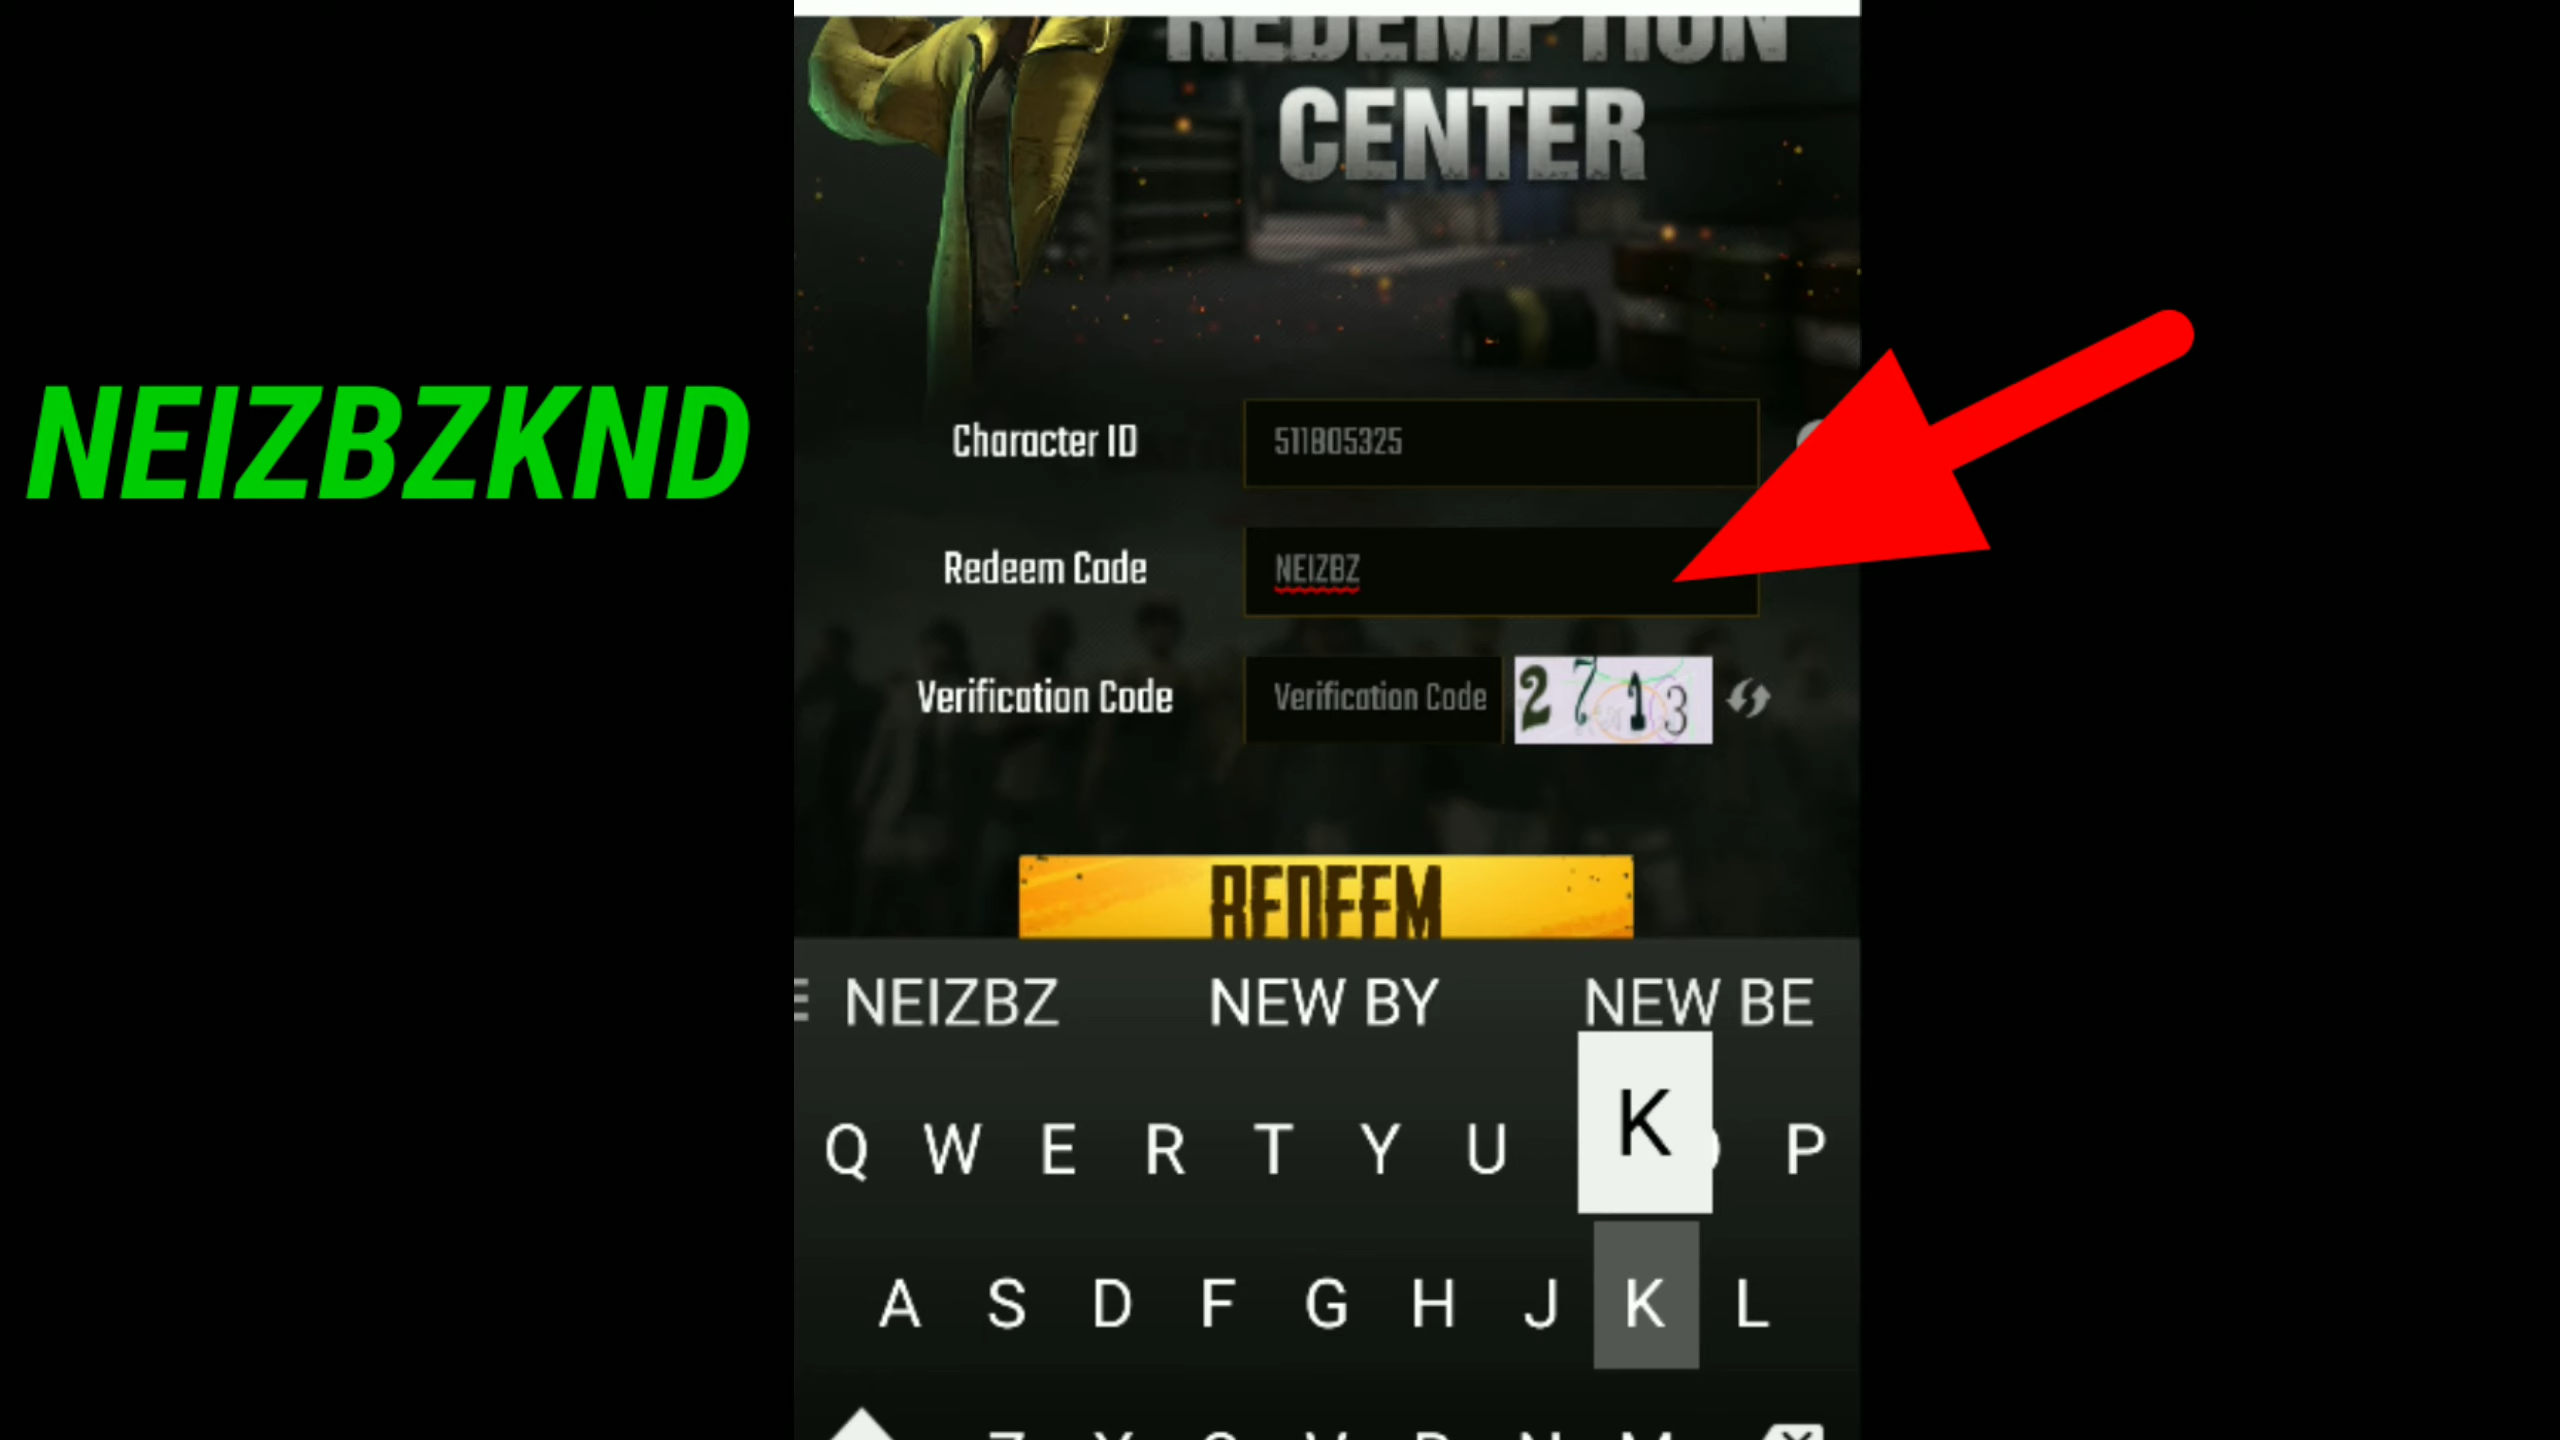 REDEMPTION
CENTER
NEIZBZKND
Character ID
511805325
Redeem Code
NEIZBZ
Verification Code
Verification Code
2713
REDEEM
NEIZBZ NEW BY NEW BE
K
Q W E R T Y U P
A S D F G H J K L
Z X C V B N M